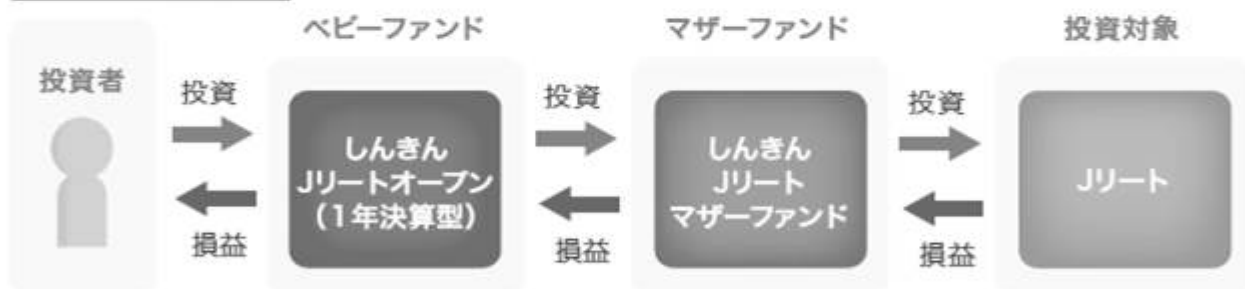 ベビーファンド
マザーファンド
投資対象
投資者
投資
投資
投資
しんきん
Jリートオープン
(1年決算型)
しんきん
Jリート
マザーファンド
Jリート
損益
損益
損益